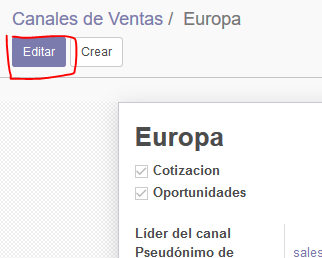 Canales de Ventas / Europa
Editar Crear
Europa
Cotizacion
Oportunidades
Líder del canal
Pseudónimo de sales